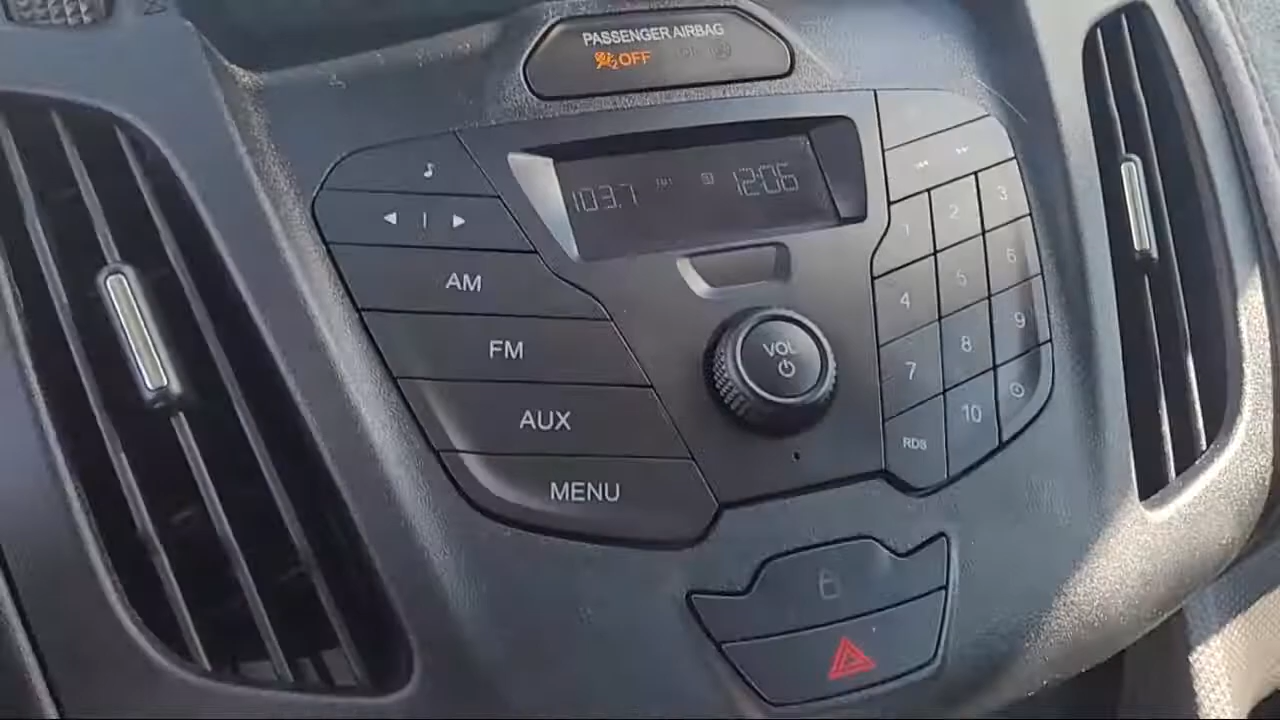 PASSENGER AIRBAG
2 OFF
103.7
12:06
AM
FM
AUX
MENU
VOL
1 2 3
4 5 6
7 8 9
RDS 10